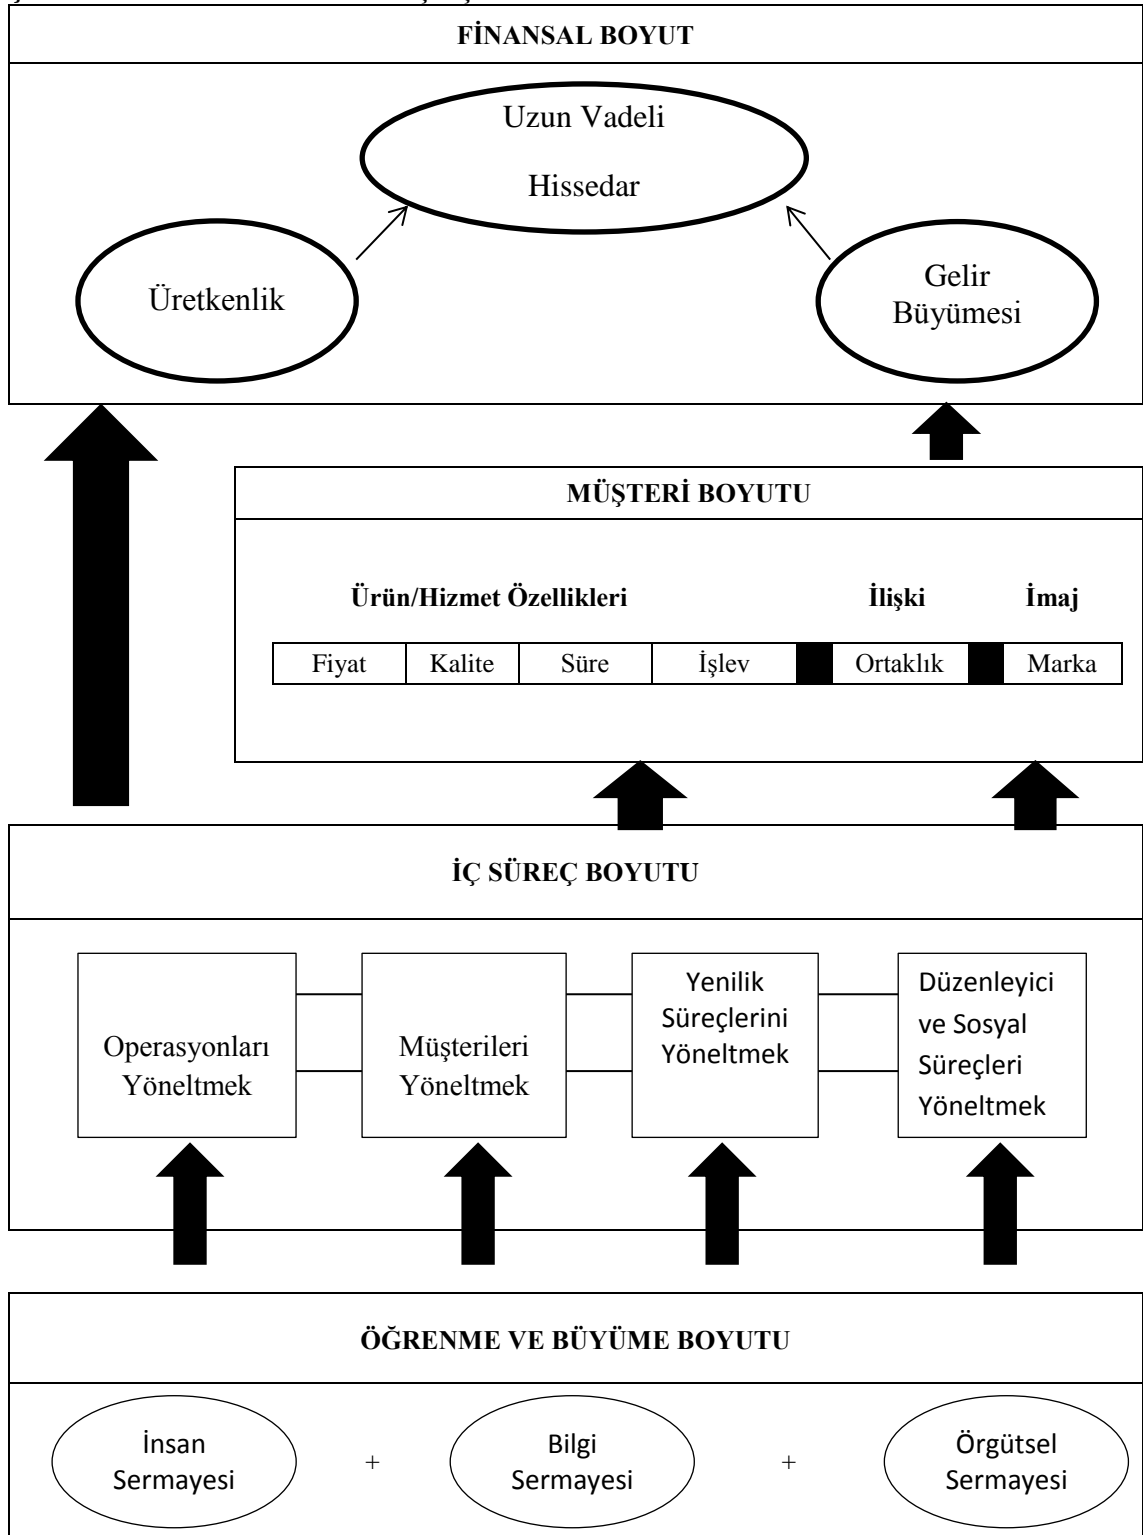 FİNANSAL BOYUT
Uzun Vadeli
Hissedar
Üretkenlik
Gelir
Büyümesi
MÜŞTERİ BOYUTU
Ürün/Hizmet Özellikleri İlişki İmaj
Fiyat Kalite Süre İşlev Ortaklık Marka
İÇ SÜREÇ BOYUTU
Operasyonları
Yöneltmek
Müşterileri
Yöneltmek
Yenilik
Süreçlerini
Yöneltmek
Düzenleyici
ve Sosyal
Süreçleri
Yöneltmek
ÖĞRENME VE BÜYÜME BOYUTU
İnsan
Sermayesi
+
Bilgi
Sermayesi
+
Örgütsel
Sermayesi